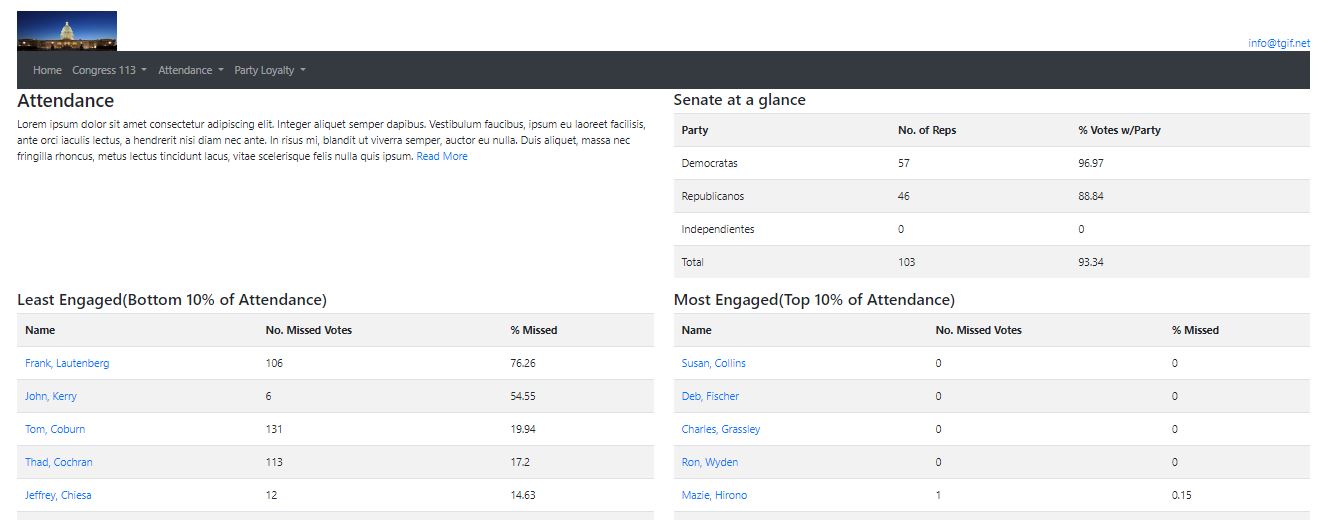 info@tgif.net
Home Congress 113 Attendance Party Loyalty
Attendance
Lorem ipsum dolor sit amet consectetur adipiscing elit. Integer aliquet semper dapibus. Vestibulum faucibus, ipsum eu laoreet facilisis,
ante orci iaculis lectus, a hendrerit nisi diam nec ante. In risus mi, blandit ut viverra semper, auctor eu nulla. Duis aliquet, massa nec
fringilla rhoncus, metus lectus tincidunt lacus, vitae scelerisque felis nulla quis ipsum. Read More
Senate at a glance
Party No. of Reps % Votes w/Party
Democratas 57 96.97
Republicanos 46 88.84
Independientes 0 0
Total 103 93.34
Least Engaged(Bottom 10% of Attendance)
Name No. Missed Votes % Missed
Frank, Lautenberg 106 76.26
John, Kerry 6 54.55
Tom, Coburn 131 19.94
Thad, Cochran 113 17.2
Jeffrey, Chiesa 12 14.63
Most Engaged(Top 10% of Attendance)
Name No. Missed Votes % Missed
Susan, Collins 0 0
Deb, Fischer 0 0
Charles, Grassley 0 0
Ron, Wyden 0 0
Mazie, Hirono 1 0.15